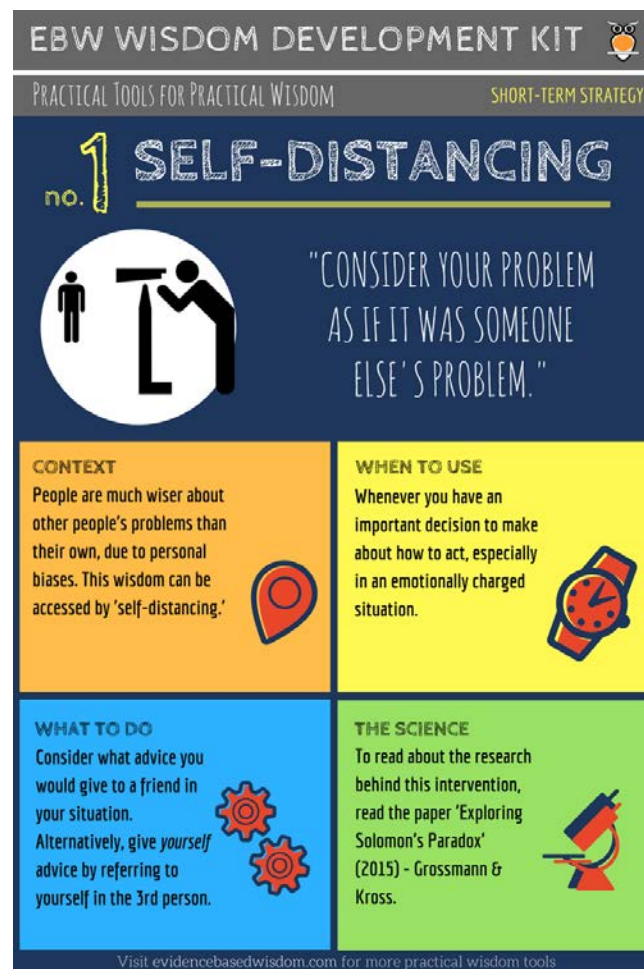 EBW WISDOM DEVELOPMENT KIT
PRACTICAL TOOLS FOR PRACTICAL WISDOM
SHORT-TERM STRATEGY
no. 1 SELF-DISTANCING
"CONSIDER YOUR PROBLEM
AS IF IT WAS SOMEONE
ELSE'S PROBLEM."
CONTEXT
People are much wiser about
other people's problems than
their own, due to personal
biases. This wisdom can be
accessed by 'self-distancing.'
WHEN TO USE
Whenever you have an
important decision to make
about how to act, especially
in an emotionally charged
situation.
WHAT TO DO
Consider what advice you
would give to a friend in
your situation.
Alternatively, give yourself
advice by referring to
yourself in the 3rd person.
THE SCIENCE
To read about the research
behind this intervention,
read the paper 'Exploring
Solomon's Paradox'
(2015) - Grossmann &
Kross.
Visit evidencebasedwisdom.com for more practical wisdom tools